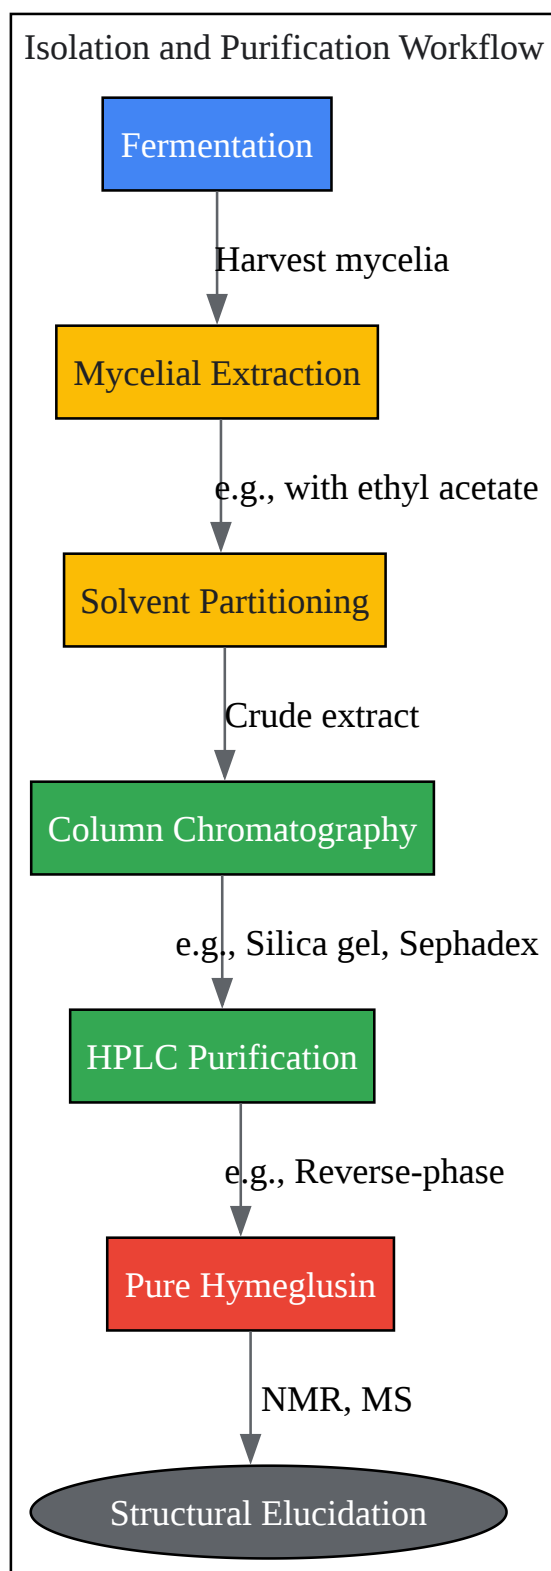 Isolation and Purification Workflow
Fermentation
Harvest mycelia
Mycelial Extraction
e.g., with ethyl acetate
Solvent Partitioning
Crude extract
Column Chromatography
e.g., Silica gel, Sephadex
HPLC Purification
e.g., Reverse-phase
Pure Hymeglusin
NMR, MS
Structural Elucidation